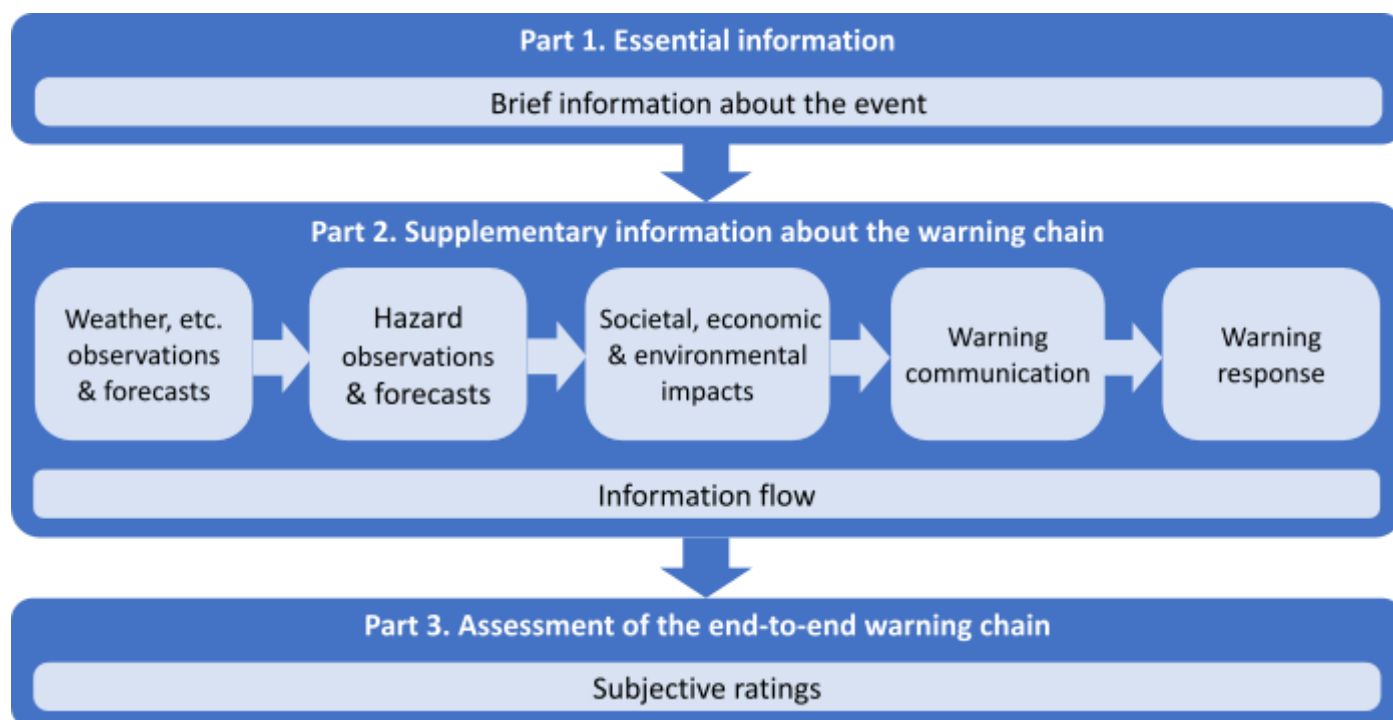 Part 1. Essential information
Brief information about the event
Part 2. Supplementary information about the warning chain
Weather, etc.
observations
& forecasts
Hazard
observations
& forecasts
Societal, economic
& environmental
impacts
Warning
communication
Warning
response
Information flow
Part 3. Assessment of the end-to-end warning chain
Subjective ratings